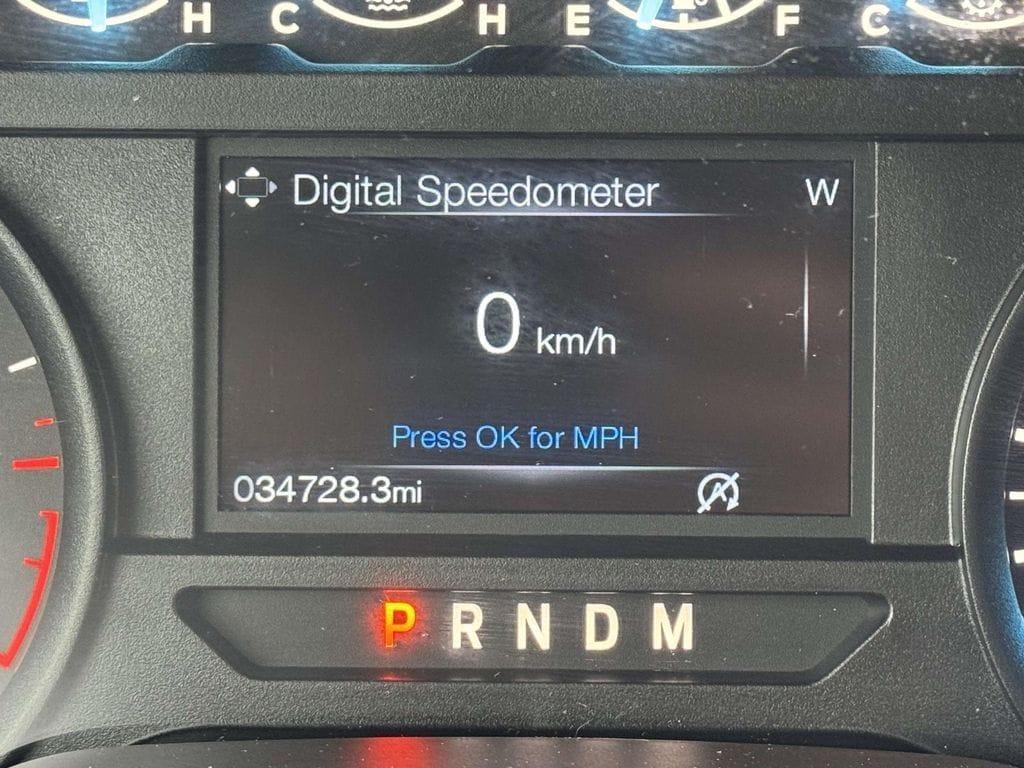 H C H E F C
Digital Speedometer W
0 km/h
Press OK for MPH
034728.3mi
P R N D M